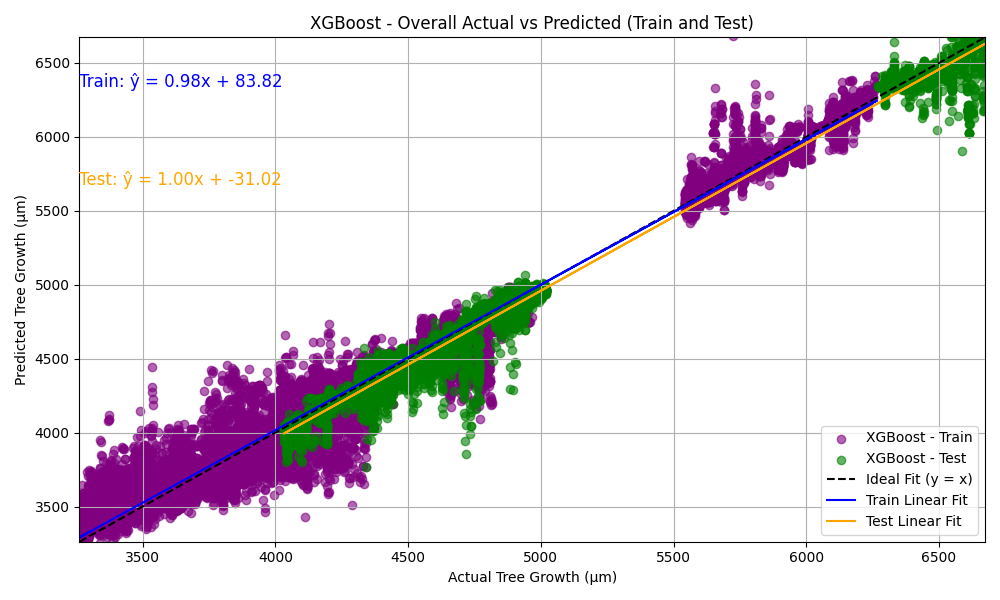 XGBoost - Overall Actual vs Predicted (Train and Test)
Train: ŷ = 0.98x + 83.82
Test: ŷ = 1.00x + -31.02
Predicted Tree Growth (μm)
6500
6000
5500
5000
4500
4000
3500
XGBoost - Train
XGBoost - Test
Ideal Fit (y = x)
Train Linear Fit
Test Linear Fit
3500 4000 4500 5000 5500 6000 6500
Actual Tree Growth (μm)